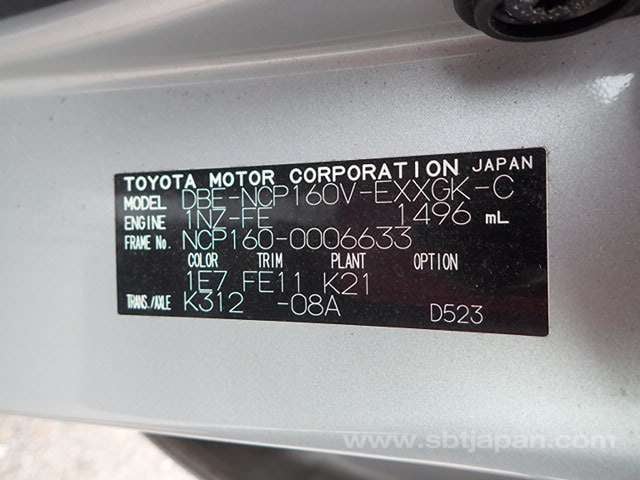 TOYOTA MOTOR CORPORATION JAPAN
MODEL DBE-NCP160V-EXXGK-C
ENGINE 1NZ-FE 1496 mL
FRAME No. NCP160-0006633
COLOR TRIM PLANT OPTION
1E7 FE11 K21
TRANS./AXLE K312 -08A D523
www.sbtjapan.com